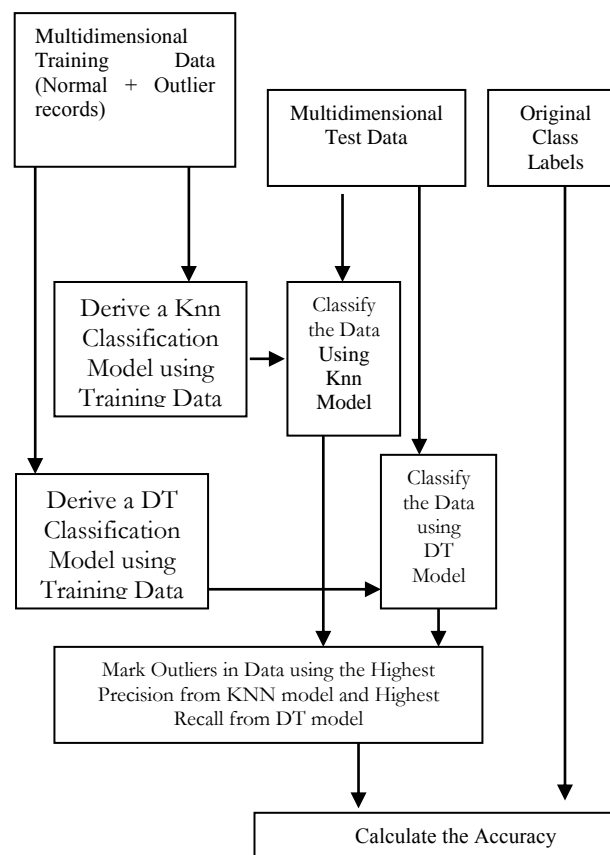 Multidimensional
Training Data
(Normal + Outlier
records)
Multidimensional
Test Data
Original
Class
Labels
Derive a Knn
Classification
Model using
Training Data
Classify
the Data
Using
Knn
Model
Derive a DT
Classification
Model using
Training Data
Classify
the Data
using
DT
Model
Mark Outliers in Data using the Highest
Precision from KNN model and Highest
Recall from DT model
Calculate the Accuracy